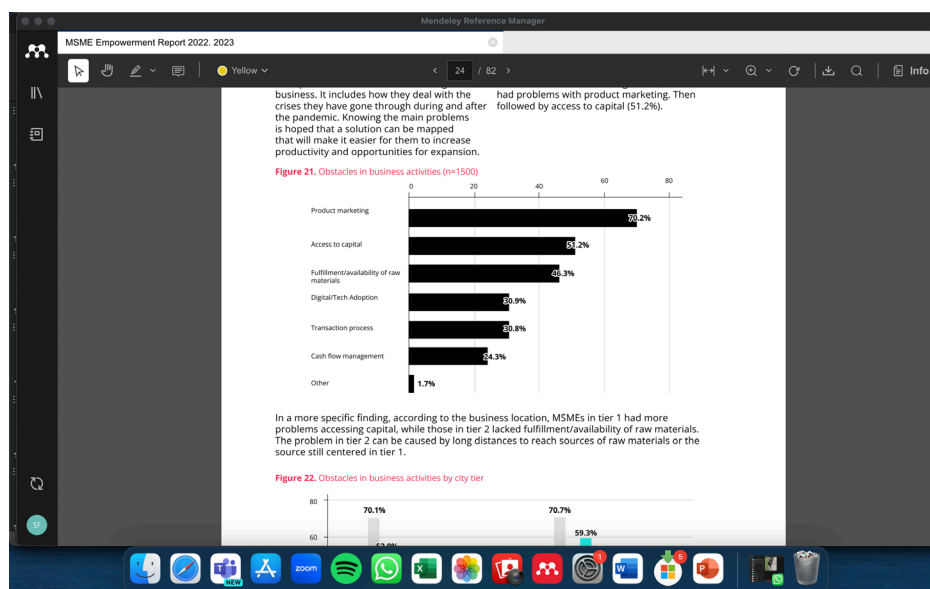 Mendeley Reference Manager
MSME Empowerment Report 2022. 2023
Yellow
24 / 82
Info
business. It includes how they deal with the
crises they have gone through during and after
the pandemic. Knowing the main problems
is hoped that a solution can be mapped
that will make it easier for them to increase
productivity and opportunities for expansion.
had problems with product marketing. Then
followed by access to capital (51.2%).
Figure 21. Obstacles in business activities (n=1500)
0 20 40 60 80
Product marketing 70.2%
Access to capital 51.2%
Fulfillment/availability of raw
materials 46.3%
Digital/Tech Adoption 30.9%
Transaction process 30.8%
Cash flow management 24.3%
Other 1.7%
In a more specific finding, according to the business location, MSMEs in tier 1 had more
problems accessing capital, while those in tier 2 lacked fulfillment/availability of raw materials.
The problem in tier 2 can be caused by long distances to reach sources of raw materials or the
source still centered in tier 1.
Figure 22. Obstacles in business activities by city tier
80
70.1% 70.7%
59.3%
60
SF
NEW
zoom
1
5